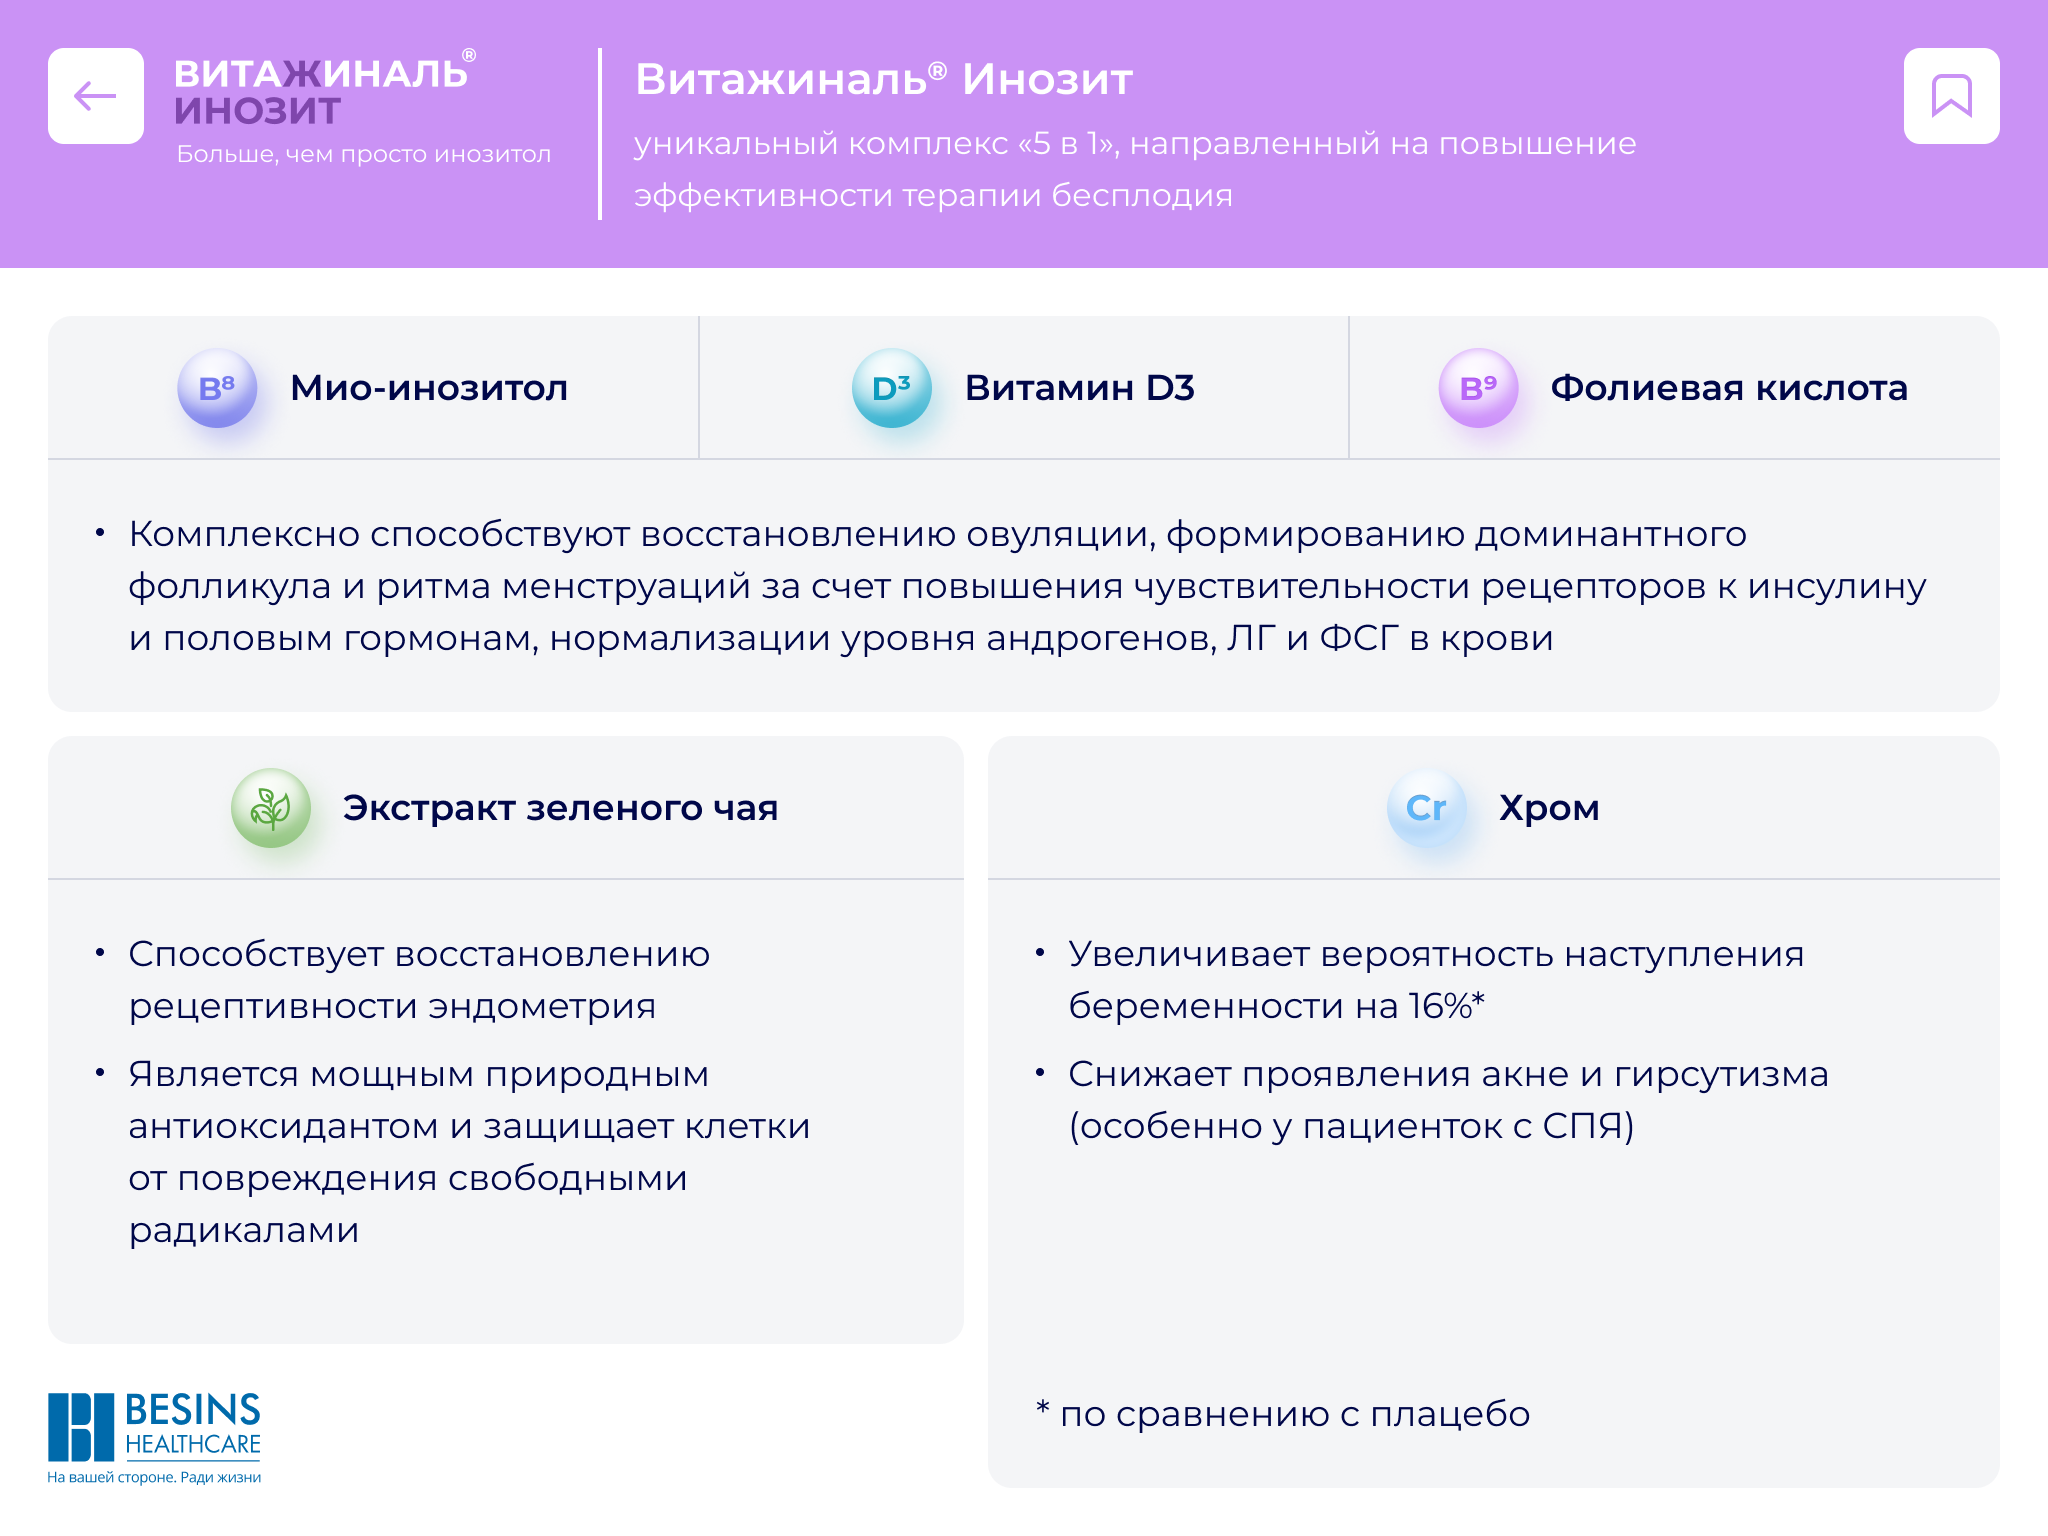 ВИТАЖИНАЛЬ®
ИНОЗИТ
Больше, чем просто инозитол
Витажиналь® Инозит
уникальный комплекс «5 в 1», направленный на повышение
эффективности терапии бесплодия
B⁸ Мио-инозитол
D³ Витамин D3
B⁹ Фолиевая кислота
• Комплексно способствуют восстановлению овуляции, формированию доминантного
фолликула и ритма менструаций за счет повышения чувствительности рецепторов к инсулину
и половым гормонам, нормализации уровня андрогенов, ЛГ и ФСГ в крови
Экстракт зеленого чая
• Способствует восстановлению
рецептивности эндометрия
• Является мощным природным
антиоксидантом и защищает клетки
от повреждения свободными
радикалами
Cr Хром
• Увеличивает вероятность наступления
беременности на 16%*
• Снижает проявления акне и гирсутизма
(особенно у пациенток с СПЯ)
* по сравнению с плацебо
BESINS
HEALTHCARE
На вашей стороне. Ради жизни